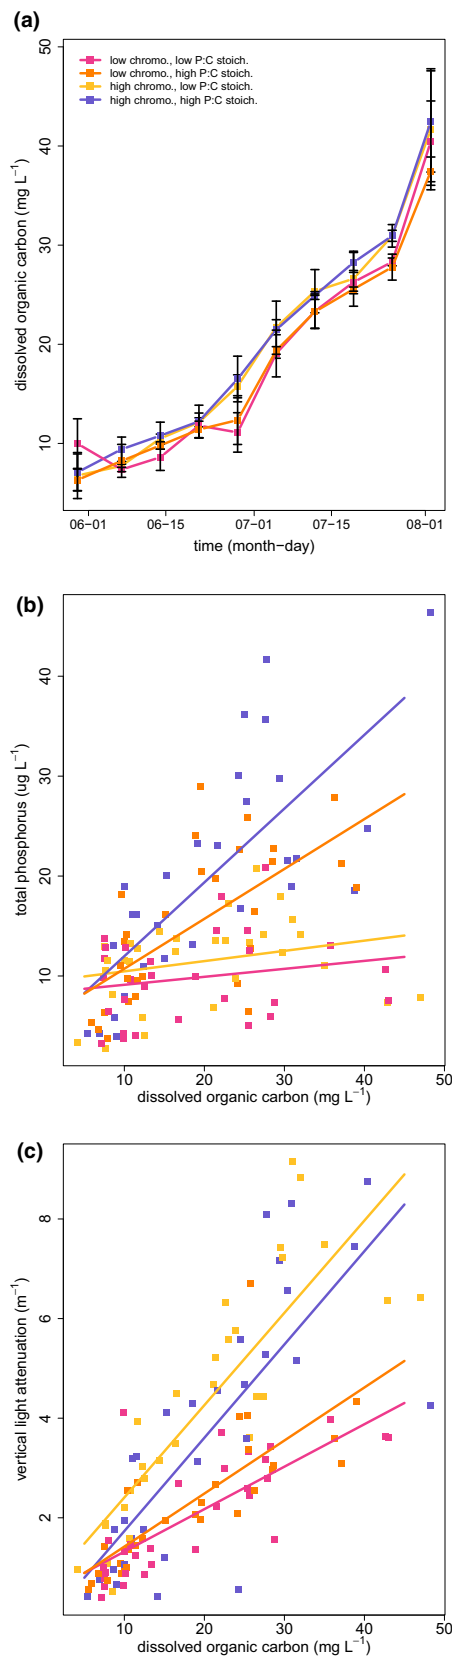 (a)
50
40
30
20
10
dissolved organic carbon (mg L⁻¹)
low chromo., low P:C stoich.
low chromo., high P:C stoich.
high chromo., low P:C stoich.
high chromo., high P:C stoich.
06−01 06−15 07−01 07−15 08−01
time (month−day)
(b)
40
30
20
10
total phosphorus (ug L⁻¹)
10 20 30 40 50
dissolved organic carbon (mg L⁻¹)
(c)
8
6
4
2
vertical light attenuation (m⁻¹)
10 20 30 40 50
dissolved organic carbon (mg L⁻¹)